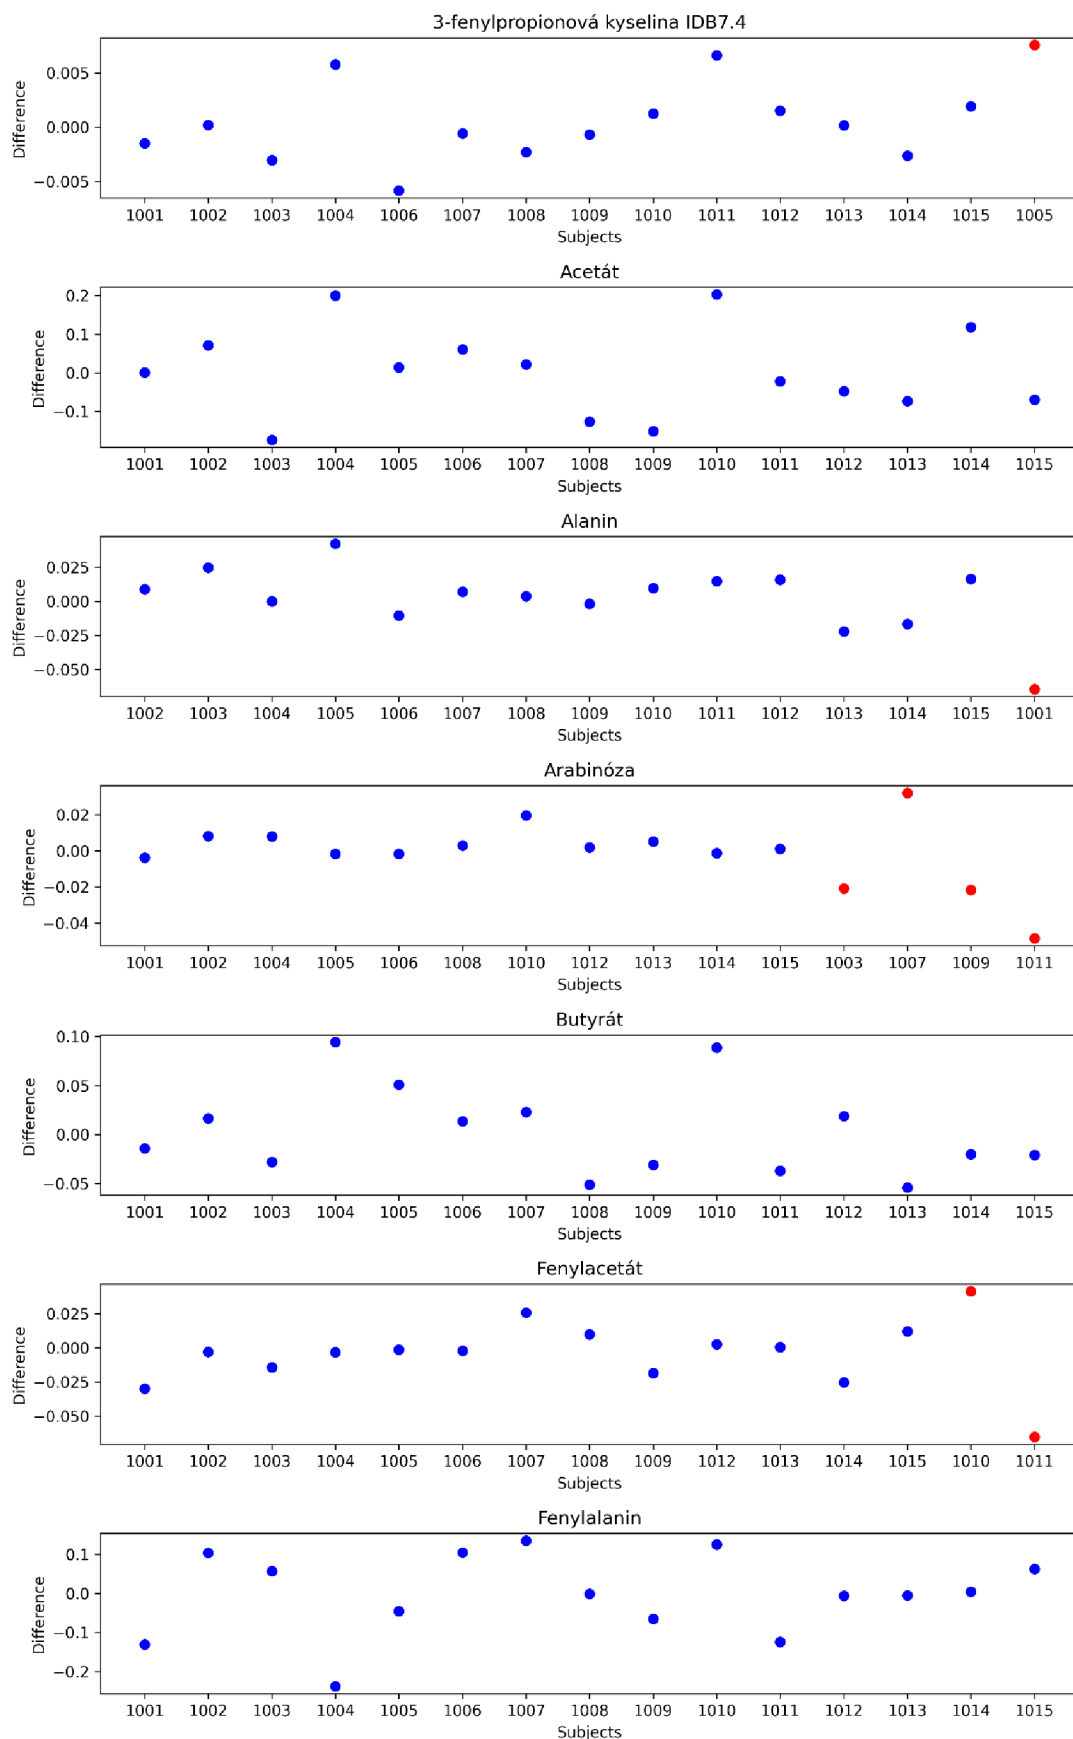 3-fenylpropionová kyselina IDB7.4
Difference
0.005
0.000
−0.005
1001 1002 1003 1004 1006 1007 1008 1009 1010 1011 1012 1013 1014 1015 1005
Subjects
Acetát
Difference
0.2
0.1
0.0
−0.1
1001 1002 1003 1004 1005 1006 1007 1008 1009 1010 1011 1012 1013 1014 1015
Subjects
Alanin
Difference
0.025
0.000
−0.025
−0.050
1002 1003 1004 1005 1006 1007 1008 1009 1010 1011 1012 1013 1014 1015 1001
Subjects
Arabinóza
Difference
0.02
0.00
−0.02
−0.04
1001 1002 1004 1005 1006 1008 1010 1012 1013 1014 1015 1003 1007 1009 1011
Subjects
Butyrát
Difference
0.10
0.05
0.00
−0.05
1001 1002 1003 1004 1005 1006 1007 1008 1009 1010 1011 1012 1013 1014 1015
Subjects
Fenylacetát
Difference
0.025
0.000
−0.025
−0.050
1001 1002 1003 1004 1005 1006 1007 1008 1009 1012 1013 1014 1015 1010 1011
Subjects
Fenylalanin
Difference
0.1
0.0
−0.1
−0.2
1001 1002 1003 1004 1005 1006 1007 1008 1009 1010 1011 1012 1013 1014 1015
Subjects